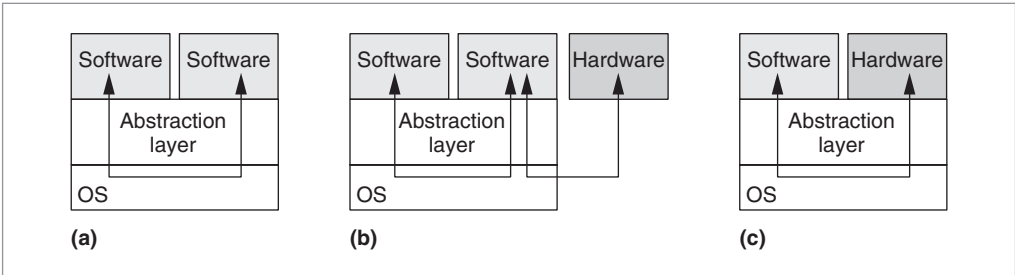 Software Software
Abstraction
layer
OS
(a)
Software Software Hardware
Abstraction
layer
OS
(b)
Software Hardware
Abstraction
layer
OS
(c)